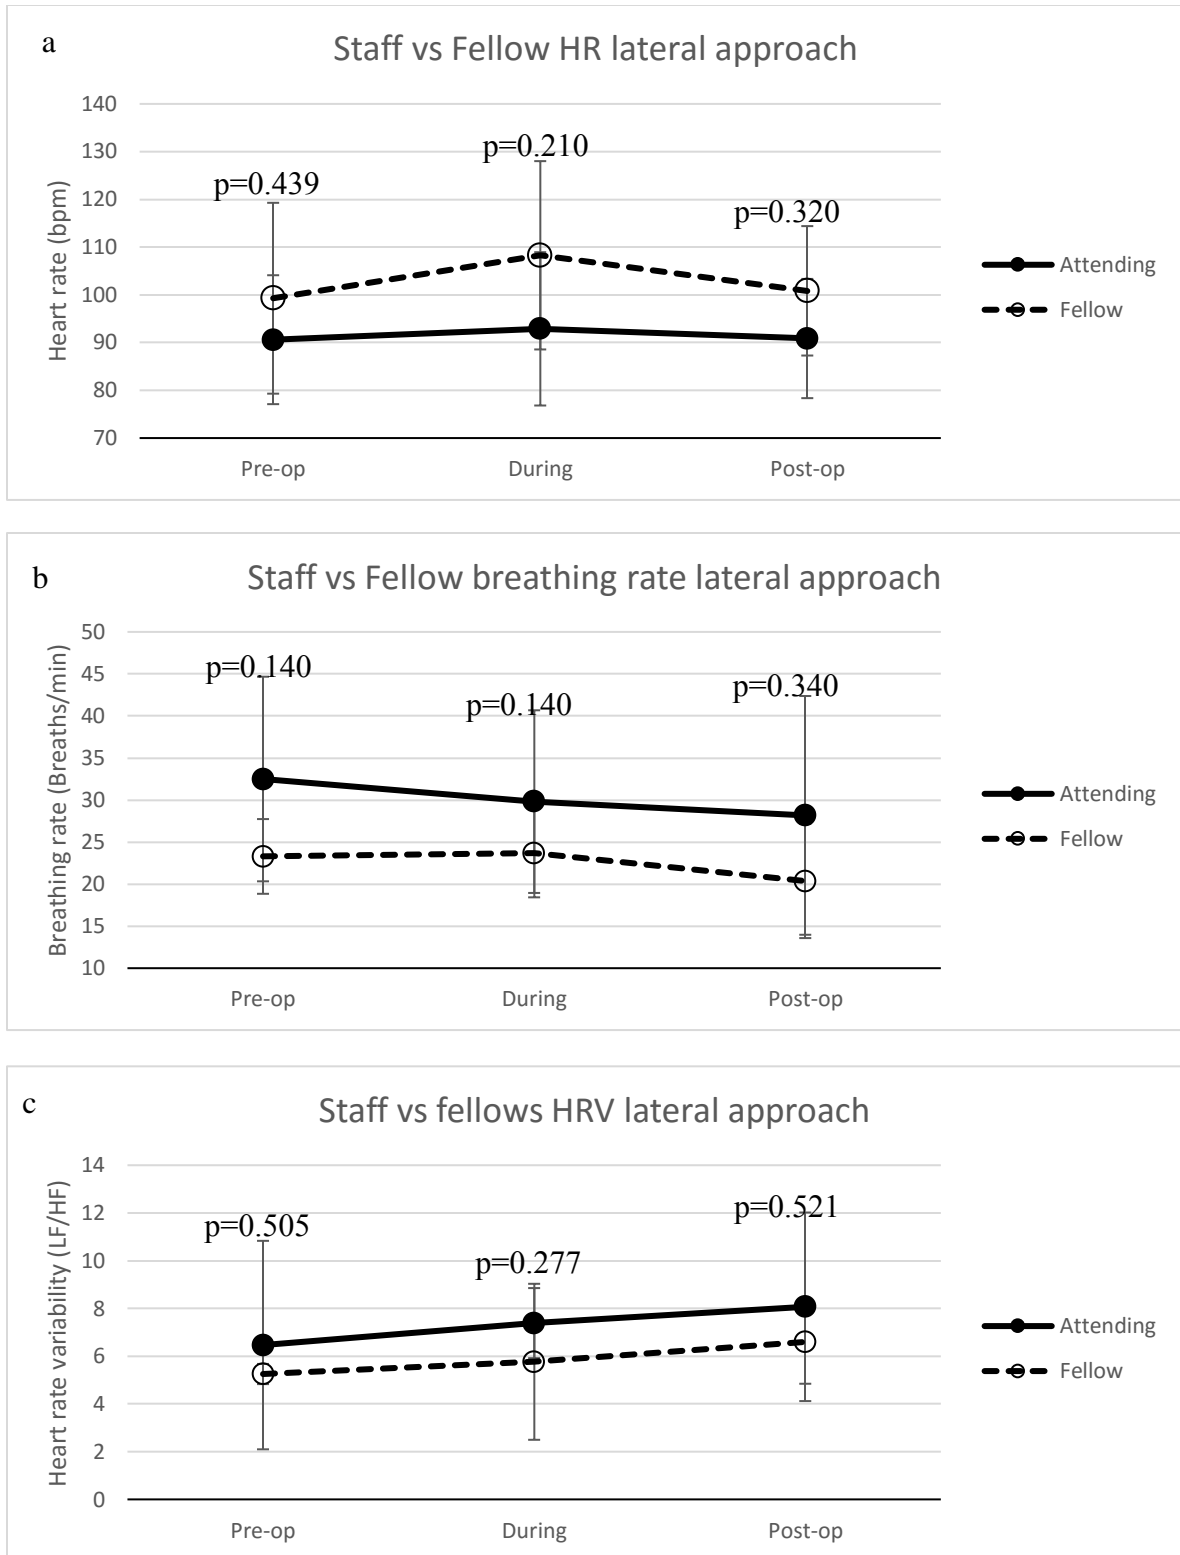 a
Staff vs Fellow HR lateral approach
140
130
120
110
100
90
80
70
Heart rate (bpm)
p=0.439
p=0.210
p=0.320
Pre-op
During
Post-op
Attending
Fellow
b
Staff vs Fellow breathing rate lateral approach
50
45
40
35
30
25
20
15
10
Breathing rate (Breaths/min)
p=0.140
p=0.140
p=0.340
Pre-op
During
Post-op
Attending
Fellow
c
Staff vs fellows HRV lateral approach
14
12
10
8
6
4
2
0
Heart rate variability (LF/HF)
p=0.505
p=0.277
p=0.521
Pre-op
During
Post-op
Attending
Fellow